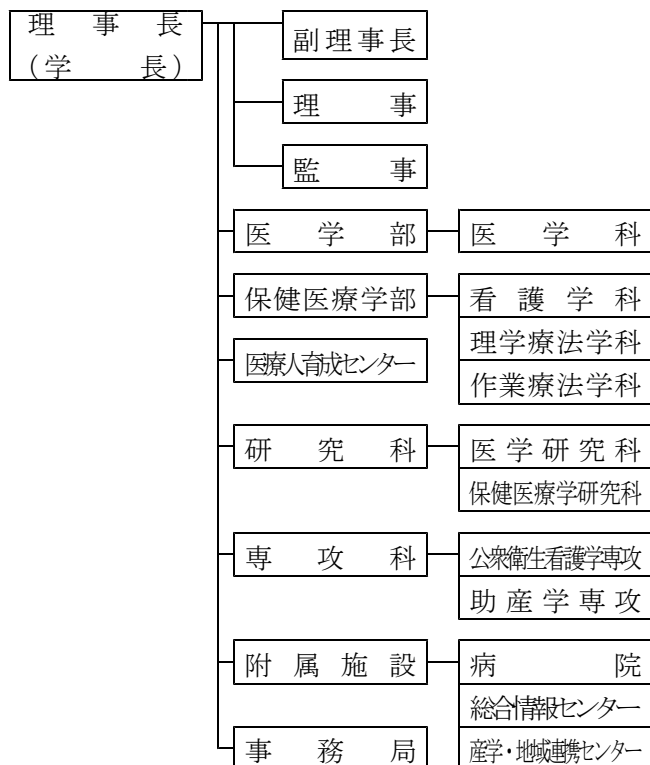 理事長
(学長)
副理事長
理事
監事
医学部
医学科
保健医療学部
看護学科
理学療法学科
作業療法学科
医療人育成センター
研究科
医学研究科
保健医療学研究科
専攻科
公衆衛生看護学専攻
助産学専攻
附属施設
病院
総合情報センター
産学・地域連携センター
事務局